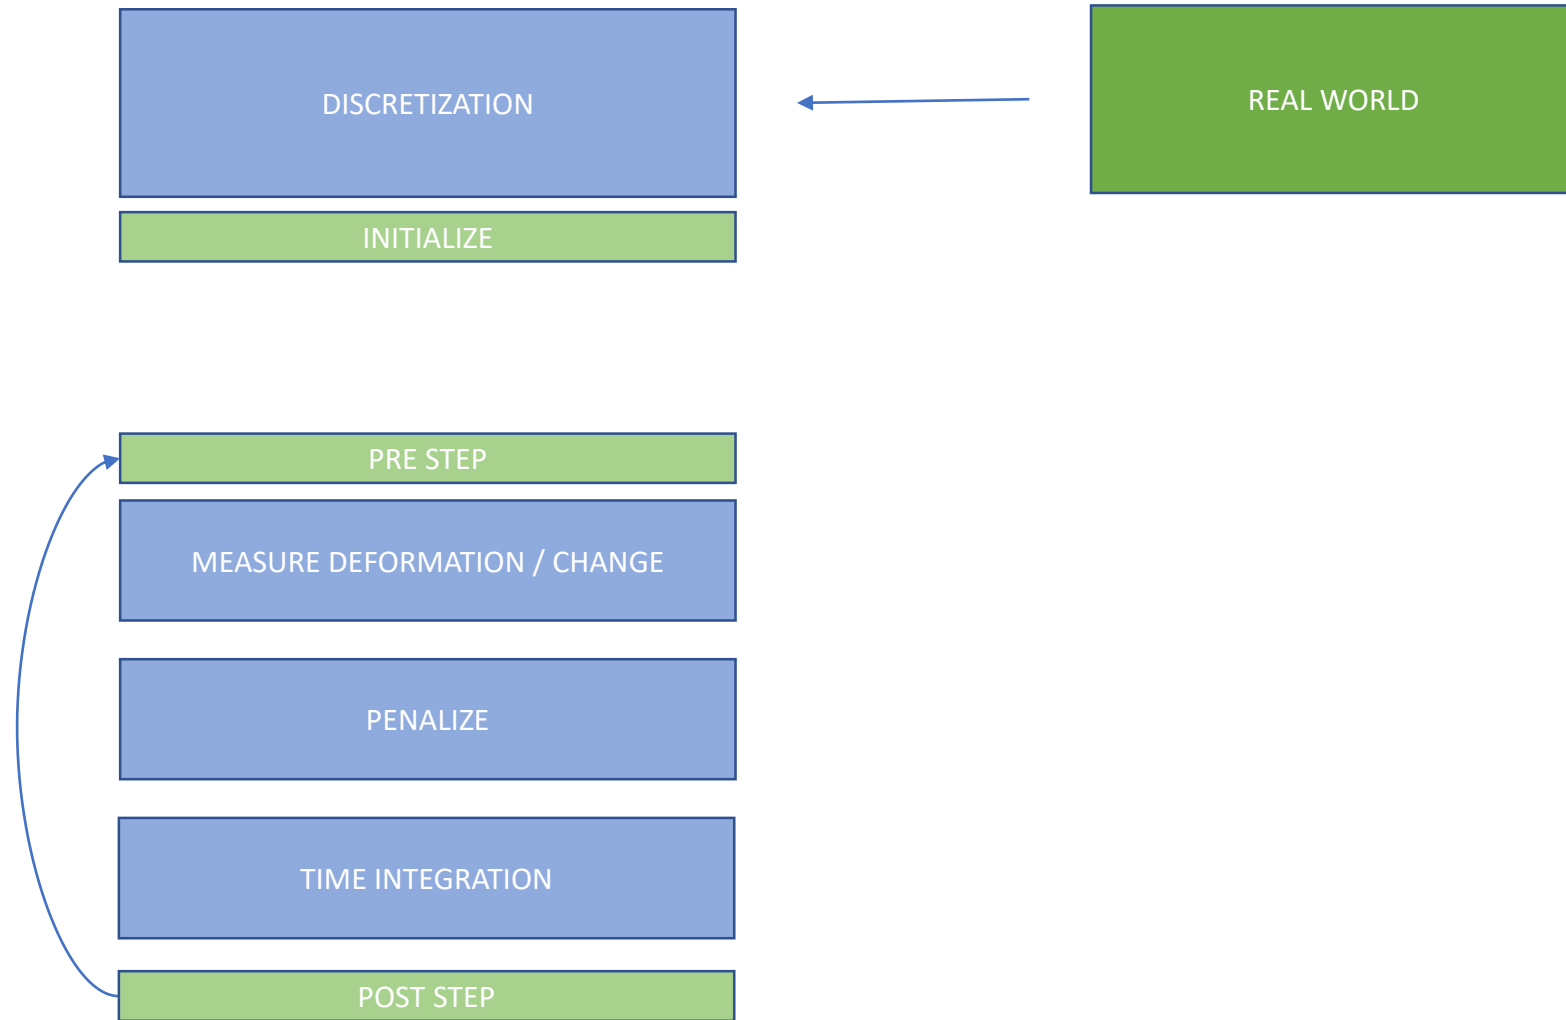 DISCRETIZATION
REAL WORLD
INITIALIZE
PRE STEP
MEASURE DEFORMATION / CHANGE
PENALIZE
TIME INTEGRATION
POST STEP